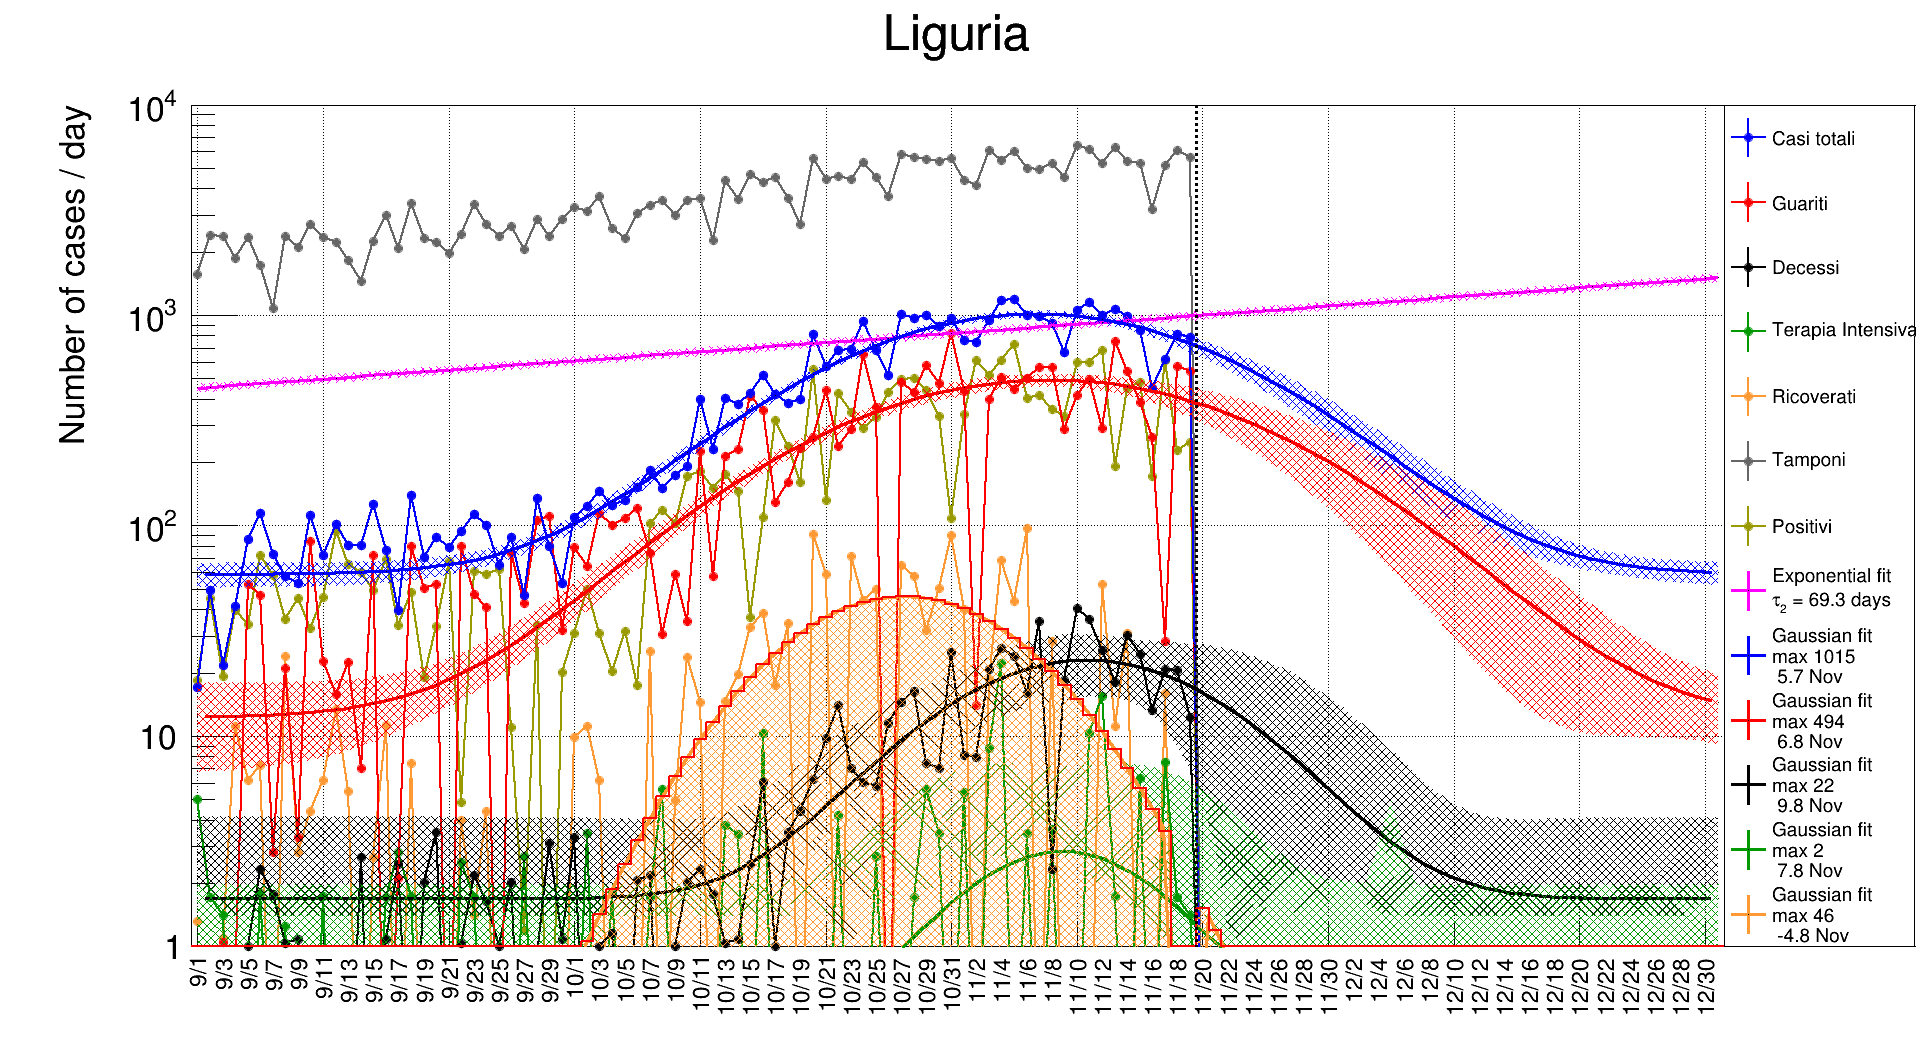 Liguria
Number of cases / day
10^4
10^3
10^2
10
1
9/1 9/3 9/5 9/7 9/9 9/11 9/13 9/15 9/17 9/19 9/21 9/23 9/25 9/27 9/29 10/1 10/3 10/5 10/7 10/9 10/11 10/13 10/15 10/17 10/19 10/21 10/23 10/25 10/27 10/29 10/31 11/2 11/4 11/6 11/8 11/10 11/12 11/14 11/16 11/18 11/20 11/22 11/24 11/26 11/28 11/30 12/2 12/4 12/6 12/8 12/10 12/12 12/14 12/16 12/18 12/20 12/22 12/24 12/26 12/28 12/30
Casi totali
Guariti
Decessi
Terapia Intensiva
Ricoverati
Tamponi
Positivi
Exponential fit
τ2 = 69.3 days
Gaussian fit
max 1015
5.7 Nov
Gaussian fit
max 494
6.8 Nov
Gaussian fit
max 22
9.8 Nov
Gaussian fit
max 2
7.8 Nov
Gaussian fit
max 46
-4.8 Nov